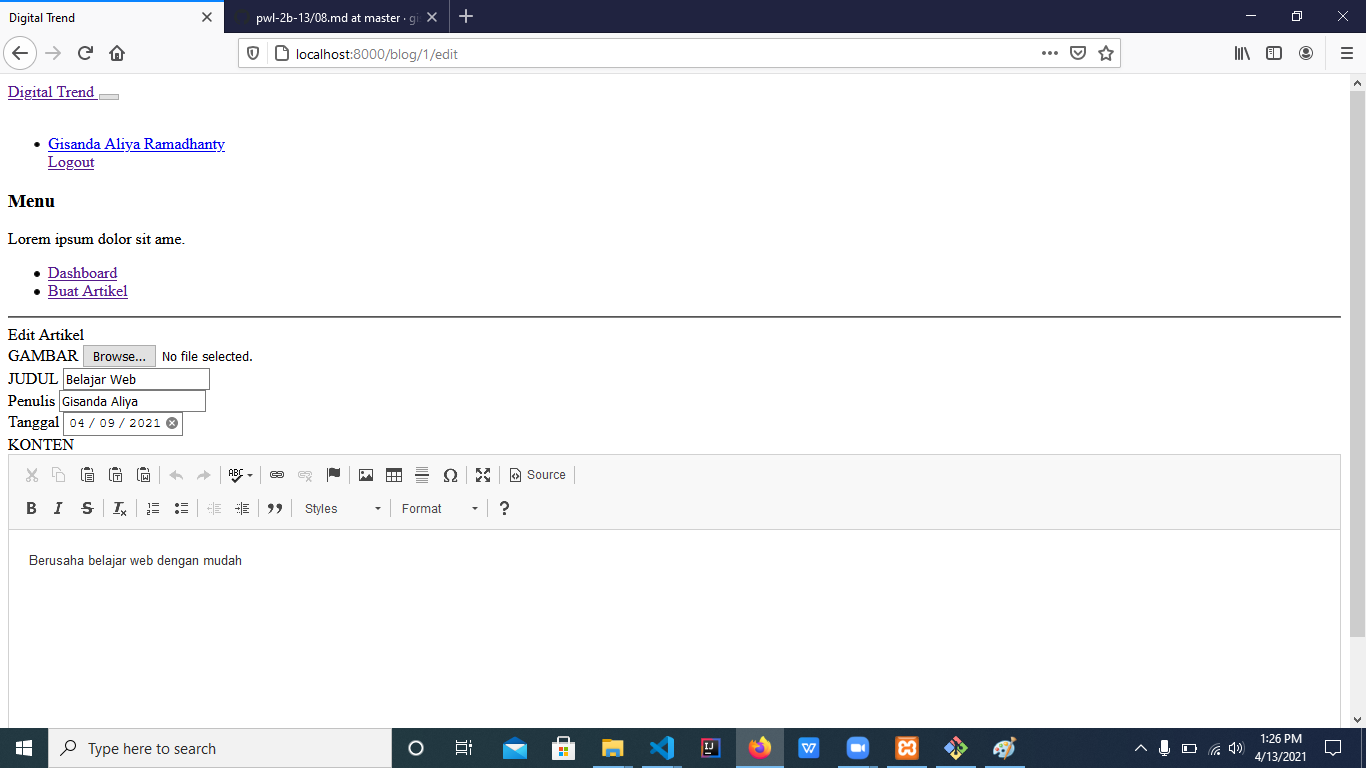 Digital Trend
pwl-2b-13/08.md at master · gi
localhost:8000/blog/1/edit
Digital Trend
Gisanda Aliya Ramadhanty
Logout
Menu
Lorem ipsum dolor sit ame.
Dashboard
Buat Artikel
Edit Artikel
GAMBAR Browse... No file selected.
JUDUL Belajar Web
Penulis Gisanda Aliya
Tanggal 04 / 09 / 2021
KONTEN
ABC Ω Source
B I S Tx Styles Format ?
Berusaha belajar web dengan mudah
Type here to search
1:26 PM
4/13/2021